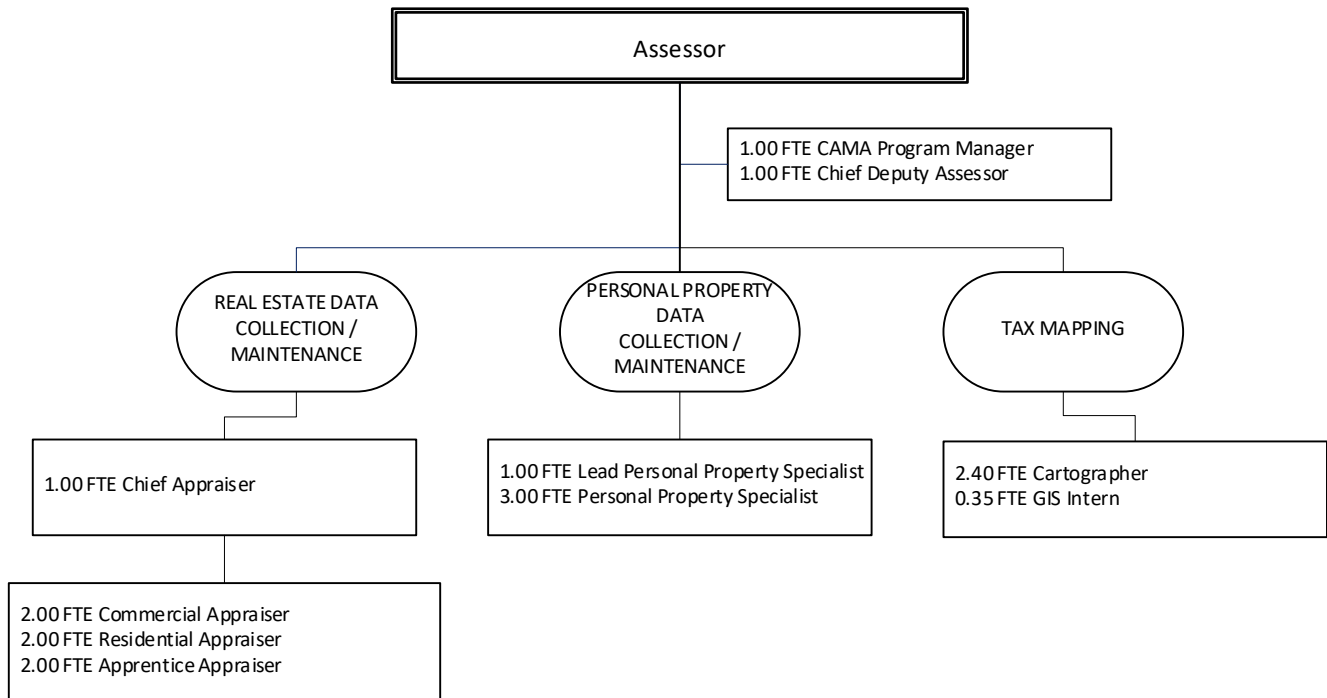 Assessor
1.00 FTE CAMA Program Manager
1.00 FTE Chief Deputy Assessor
REAL ESTATE DATA
COLLECTION /
MAINTENANCE
PERSONAL PROPERTY
DATA
COLLECTION /
MAINTENANCE
TAX MAPPING
1.00 FTE Chief Appraiser
1.00 FTE Lead Personal Property Specialist
3.00 FTE Personal Property Specialist
2.40 FTE Cartographer
0.35 FTE GIS Intern
2.00 FTE Commercial Appraiser
2.00 FTE Residential Appraiser
2.00 FTE Apprentice Appraiser